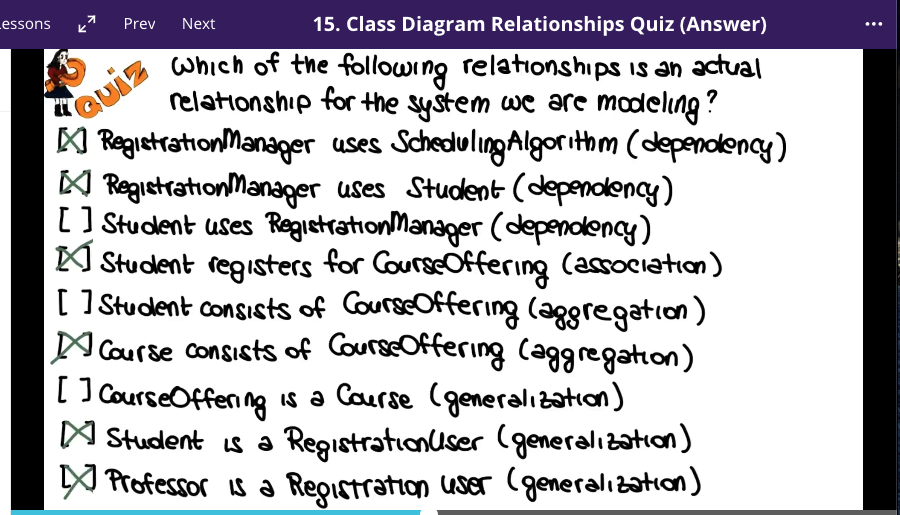 Lessons Prev Next 15. Class Diagram Relationships Quiz (Answer) ...
QUIZ
Which of the following relationships is an actual
relationship for the system we are modeling?
[X] RegistrationManager uses SchedulingAlgorithm (dependency)
[X] RegistrationManager uses Student (dependency)
[ ] Student uses RegistrationManager (dependency)
[X] Student registers for CourseOffering (association)
[ ] Student consists of CourseOffering (aggregation)
[X] Course consists of CourseOffering (aggregation)
[ ] CourseOffering is a Course (generalization)
[X] Student is a RegistrationUser (generalization)
[X] Professor is a Registration user (generalization)